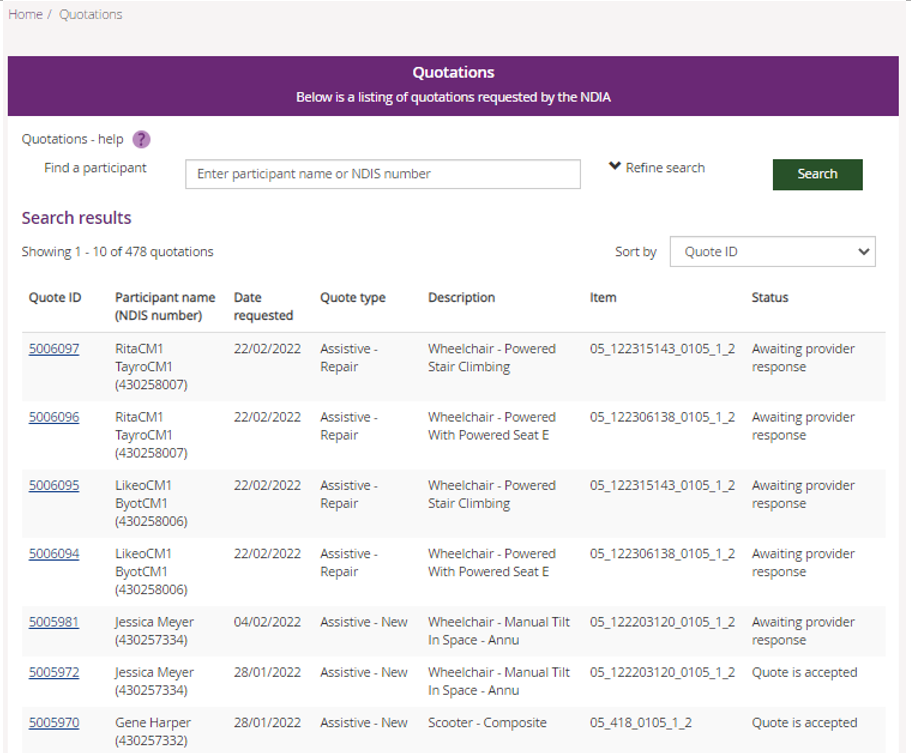 Home / Quotations
Quotations
Below is a listing of quotations requested by the NDIA
Quotations - help ?
Find a participant Enter participant name or NDIS number Refine search Search
Search results
Showing 1 - 10 of 478 quotations Sort by Quote ID
Quote ID Participant name Date Quote type Description Item Status
(NDIS number) requested
5006097 RitaCM1 22/02/2022 Assistive - Wheelchair - Powered 05_122315143_0105_1_2 Awaiting provider
TayroCM1 Repair Stair Climbing response
(430258007)
5006096 RitaCM1 22/02/2022 Assistive - Wheelchair - Powered 05_122306138_0105_1_2 Awaiting provider
TayroCM1 Repair With Powered Seat E response
(430258007)
5006095 LikeoCM1 22/02/2022 Assistive - Wheelchair - Powered 05_122315143_0105_1_2 Awaiting provider
ByotCM1 Repair Stair Climbing response
(430258006)
5006094 LikeoCM1 22/02/2022 Assistive - Wheelchair - Powered 05_122306138_0105_1_2 Awaiting provider
ByotCM1 Repair With Powered Seat E response
(430258006)
5005981 Jessica Meyer 04/02/2022 Assistive - New Wheelchair - Manual Tilt 05_122203120_0105_1_2 Awaiting provider
(430257334) In Space - Annu response
5005972 Jessica Meyer 28/01/2022 Assistive - New Wheelchair - Manual Tilt 05_122203120_0105_1_2 Quote is accepted
(430257334) In Space - Annu
5005970 Gene Harper 28/01/2022 Assistive - New Scooter - Composite 05_418_0105_1_2 Quote is accepted
(430257332)